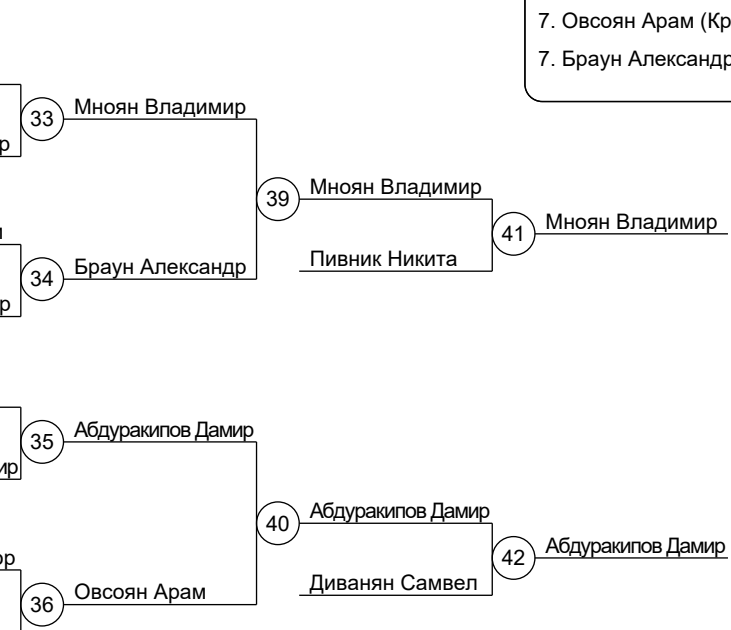 7. Овсоян Арам (Кр
7. Браун Александр
33 Мноян Владимир
39 Мноян Владимир
41 Мноян Владимир
Пивник Никита
34 Браун Александр
35 Абдуракипов Дамир
40 Абдуракипов Дамир
42 Абдуракипов Дамир
Диванян Самвел
36 Овсоян Арам